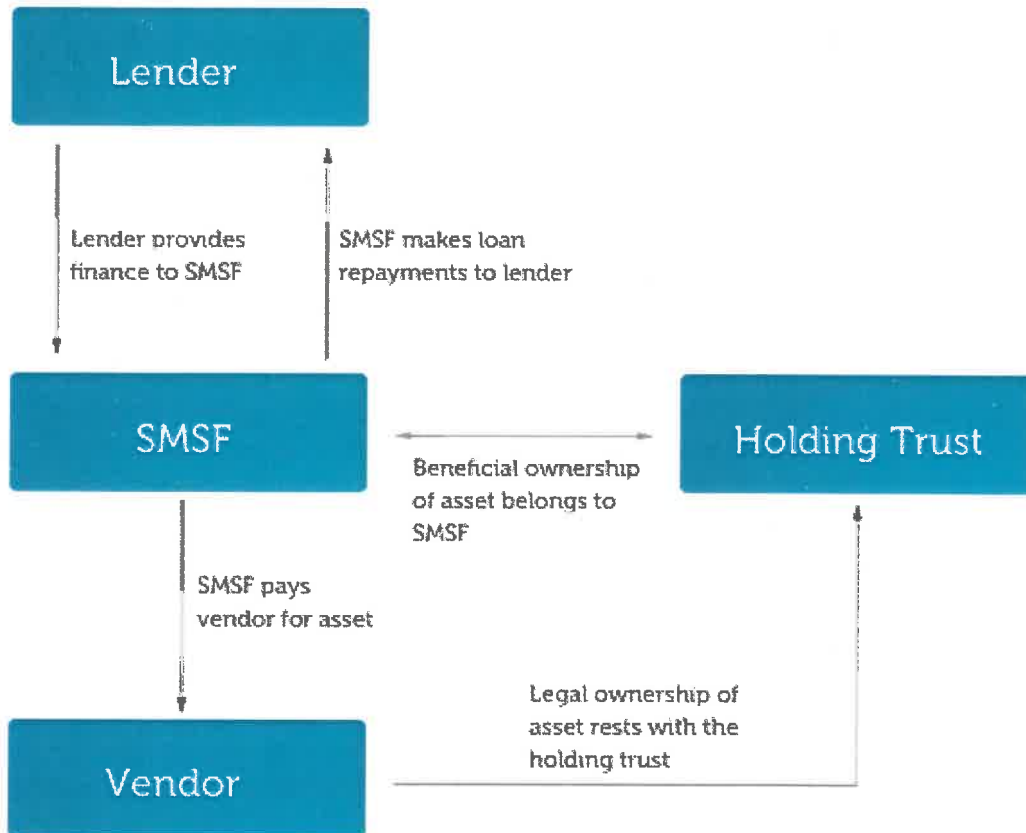 Lender
Lender provides
finance to SMSF
SMSF makes loan
repayments to lender
SMSF
Holding Trust
Beneficial ownership
of asset belongs to
SMSF
SMSF pays
vendor for asset
Legal ownership of
asset rests with the
holding trust
Vendor